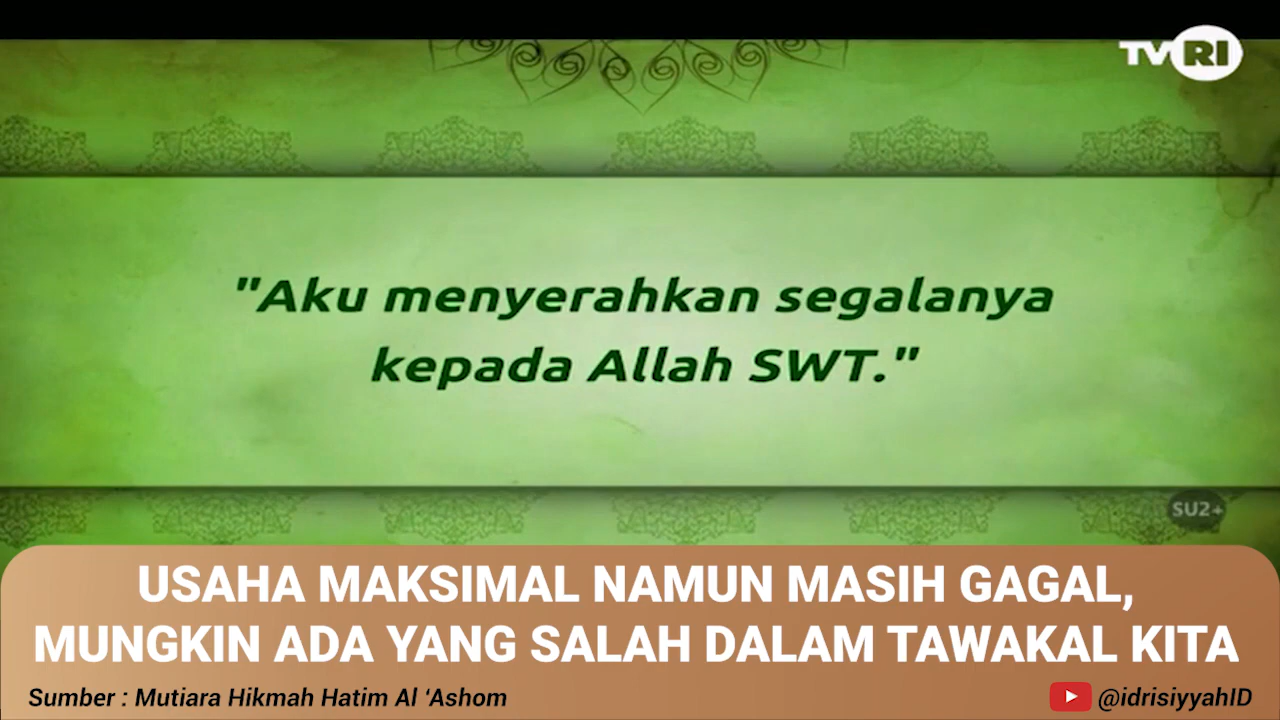 TVRI
"Aku menyerahkan segalanya
kepada Allah SWT."
SU2+
USAHA MAKSIMAL NAMUN MASIH GAGAL,
MUNGKIN ADA YANG SALAH DALAM TAWAKAL KITA
Sumber : Mutiara Hikmah Hatim Al ‘Ashom
@idrisiyyahID